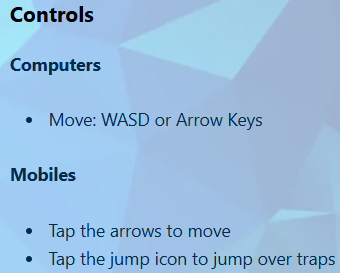 Controls
Computers
• Move: WASD or Arrow Keys
Mobiles
• Tap the arrows to move
• Tap the jump icon to jump over traps